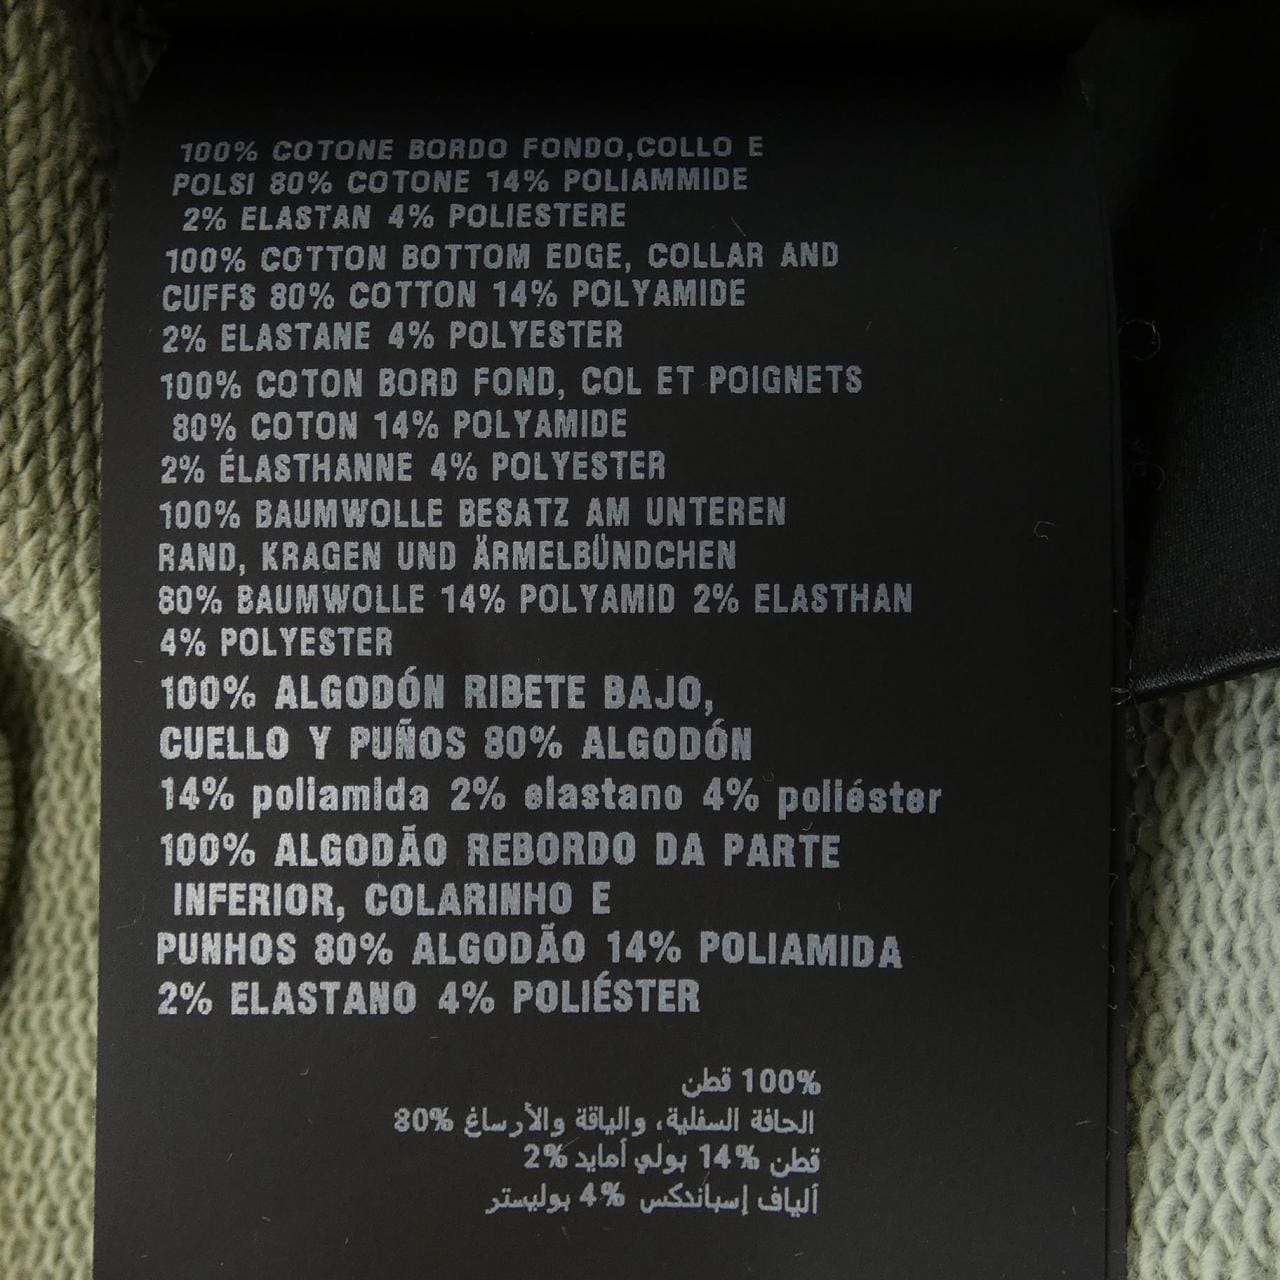 100% COTONE BORDO FONDO,COLLO E
POLSI 80% COTONE 14% POLIAMMIDE
2% ELASTAN 4% POLIESTERE
100% COTTON BOTTOM EDGE, COLLAR AND
CUFFS 80% COTTON 14% POLYAMIDE
2% ELASTANE 4% POLYESTER
100% COTON BORD FOND, COL ET POIGNETS
80% COTON 14% POLYAMIDE
2% ÉLASTHANNE 4% POLYESTER
100% BAUMWOLLE BESATZ AM UNTEREN
RAND, KRAGEN UND ÄRMELBÜNDCHEN
80% BAUMWOLLE 14% POLYAMID 2% ELASTHAN
4% POLYESTER
100% ALGODÓN RIBETE BAJO,
CUELLO Y PUÑOS 80% ALGODÓN
14% poliamida 2% elastano 4% poliéster
100% ALGODÃO REBORDO DA PARTE
INFERIOR, COLARINHO E
PUNHOS 80% ALGODÃO 14% POLIAMIDA
2% ELASTANO 4% POLIÉSTER
100% قطن
الحافة السفلية، والياقة والأرساغ 80%
قطن 14% بولي أمايد 2%
ألياف إسباندكس 4% بوليستر